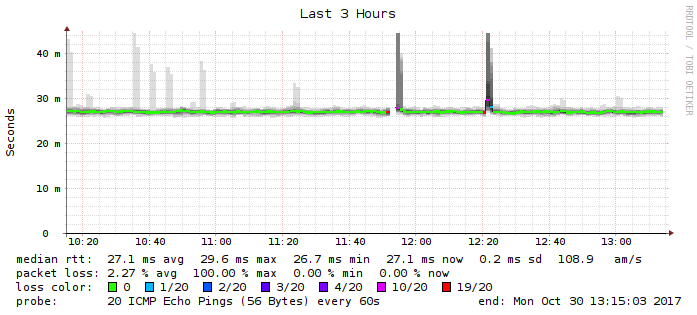 Last 3 Hours
RRDTOOL / TOBI OETIKER
Seconds
40 m
30 m
20 m
10 m
0
10:20 10:40 11:00 11:20 11:40 12:00 12:20 12:40 13:00
median rtt: 27.1 ms avg 29.6 ms max 26.7 ms min 27.1 ms now 0.2 ms sd 108.9 am/s
packet loss: 2.27 % avg 100.00 % max 0.00 % min 0.00 % now
loss color: 0 1/20 2/20 3/20 4/20 10/20 19/20
probe: 20 ICMP Echo Pings (56 Bytes) every 60s end: Mon Oct 30 13:15:03 2017